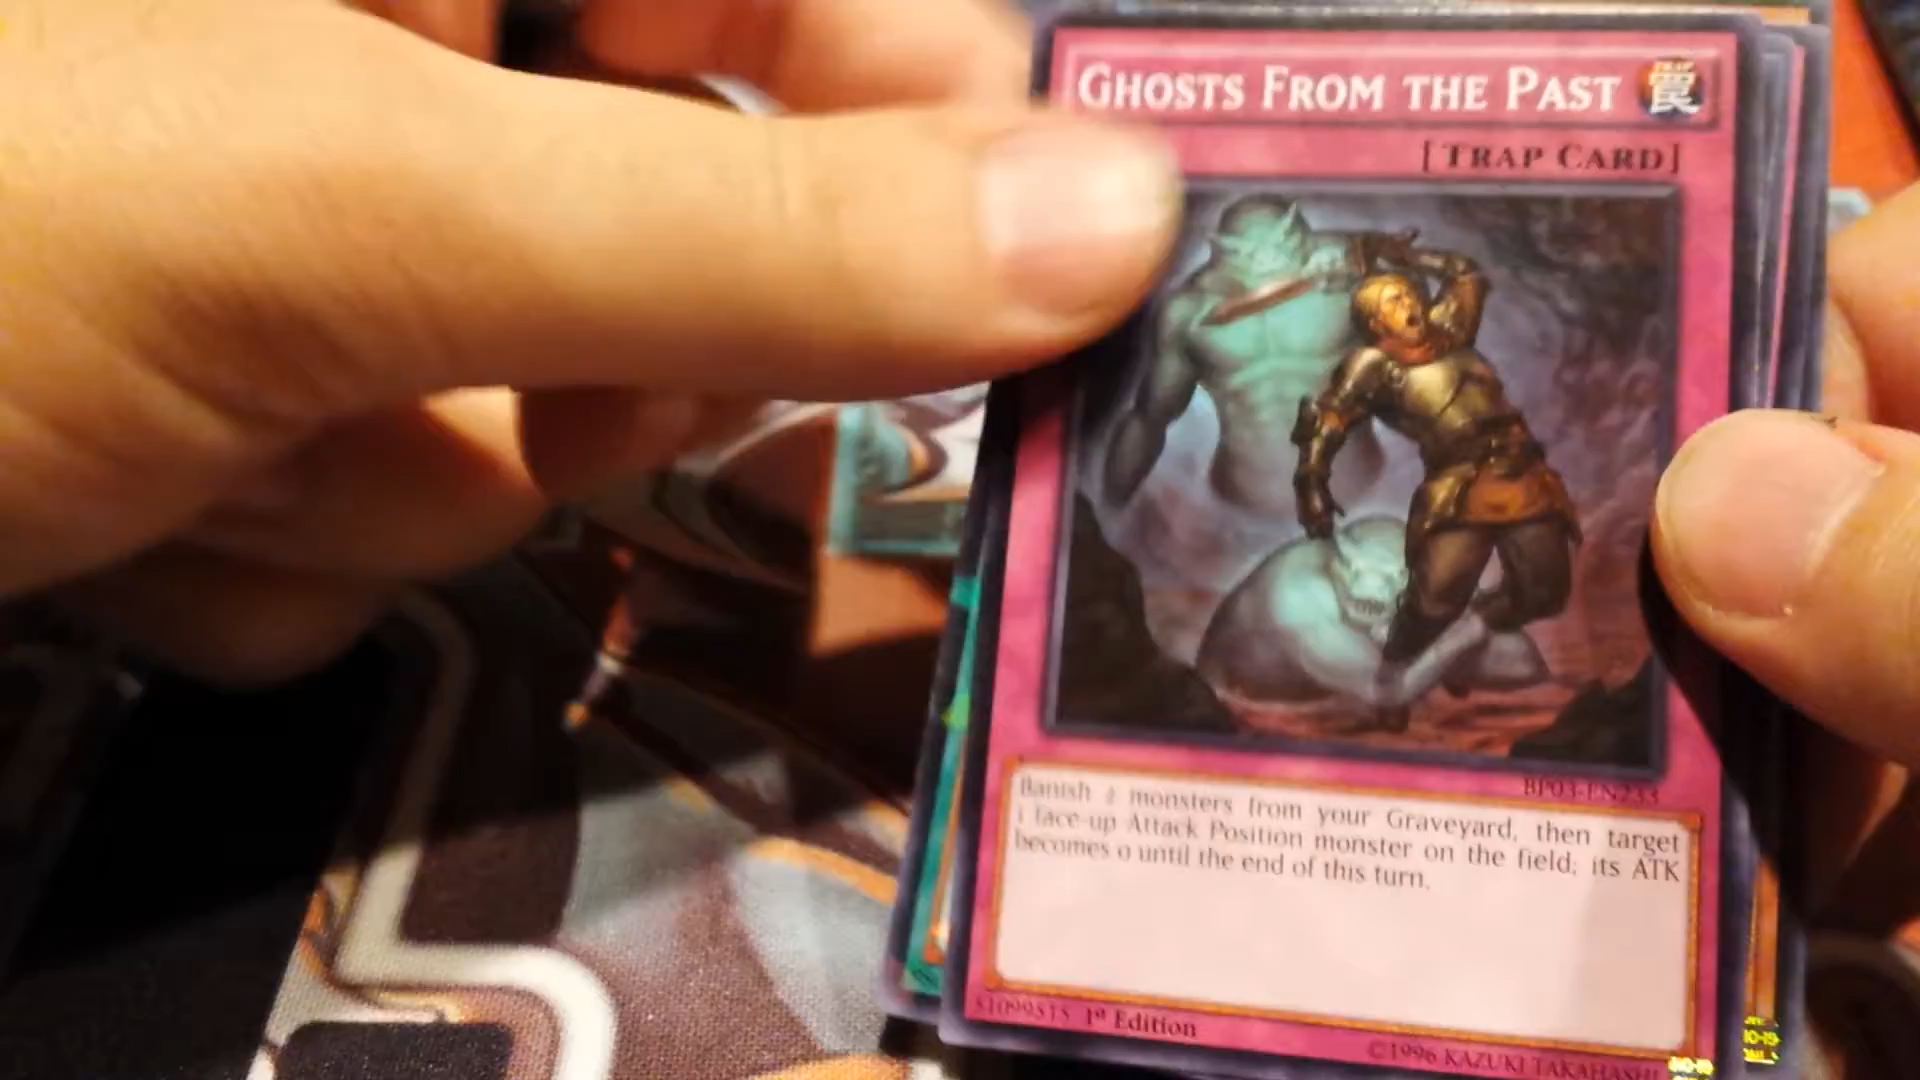 GHOSTS FROM THE PAST
[TRAP CARD]
BP03-EN233
Banish 2 monsters from your Graveyard, then target
1 face-up Attack Position monster on the field; its ATK
becomes 0 until the end of this turn.
1st Edition
©1996 KAZUKI TAKAHASHI